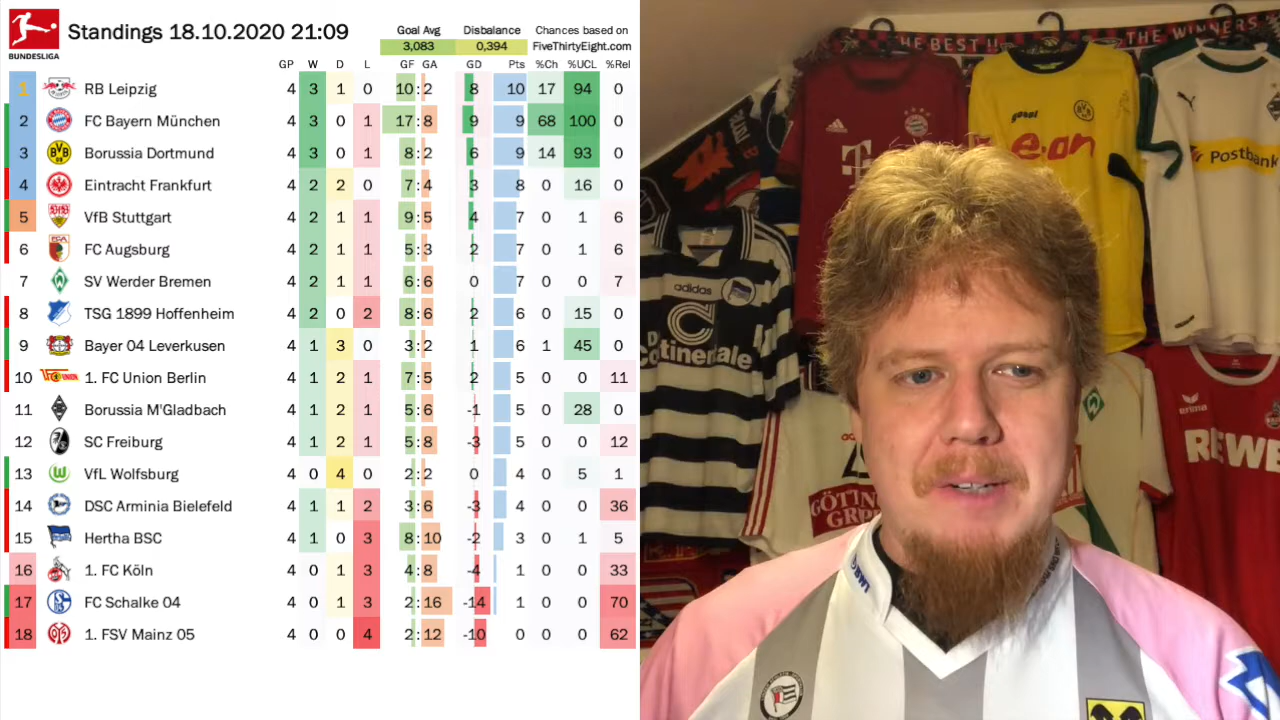 BUNDESLIGA
Standings 18.10.2020 21:09
Goal Avg Disbalance Chances based on
3,083 0,394 FiveThirtyEight.com
GP W D L GF GA GD Pts %Ch %UCL %Rel
1 RB Leipzig 4 3 1 0 10:2 8 10 17 94 0
2 FC Bayern München 4 3 0 1 17:8 9 9 68 100 0
3 Borussia Dortmund 4 3 0 1 8:2 6 9 14 93 0
4 Eintracht Frankfurt 4 2 2 0 7:4 3 8 0 16 0
5 VfB Stuttgart 4 2 1 1 9:5 4 7 0 1 6
6 FC Augsburg 4 2 1 1 5:3 2 7 0 1 6
7 SV Werder Bremen 4 2 1 1 6:6 0 7 0 0 7
8 TSG 1899 Hoffenheim 4 2 0 2 8:6 2 6 0 15 0
9 Bayer 04 Leverkusen 4 1 3 0 3:2 1 6 1 45 0
10 1. FC Union Berlin 4 1 2 1 7:5 2 5 0 0 11
11 Borussia M'Gladbach 4 1 2 1 5:6 -1 5 0 28 0
12 SC Freiburg 4 1 2 1 5:8 -3 5 0 0 12
13 VfL Wolfsburg 4 0 4 0 2:2 0 4 0 5 1
14 DSC Arminia Bielefeld 4 1 1 2 3:6 -3 4 0 0 36
15 Hertha BSC 4 1 0 3 8:10 -2 3 0 1 5
16 1. FC Köln 4 0 1 3 4:8 -4 1 0 0 33
17 FC Schalke 04 4 0 1 3 2:16 -14 1 0 0 70
18 1. FSV Mainz 05 4 0 0 4 2:12 -10 0 0 0 62
THE BEST
THE WINNERS
goool
e·on
Postbank
adidas
Continentale
REWE